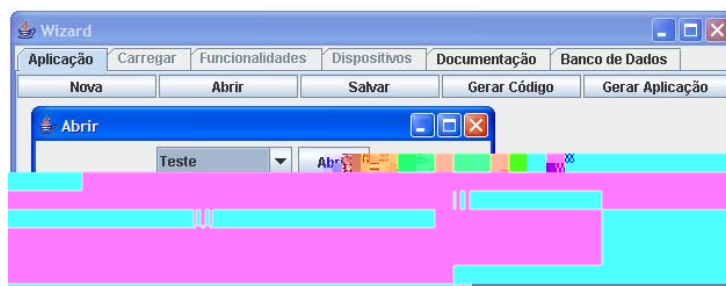 Wizard
Aplicação Carregar Funcionalidades Dispositivos Documentação Banco de Dados
Nova Abrir Salvar Gerar Código Gerar Aplicação
Abrir
Teste